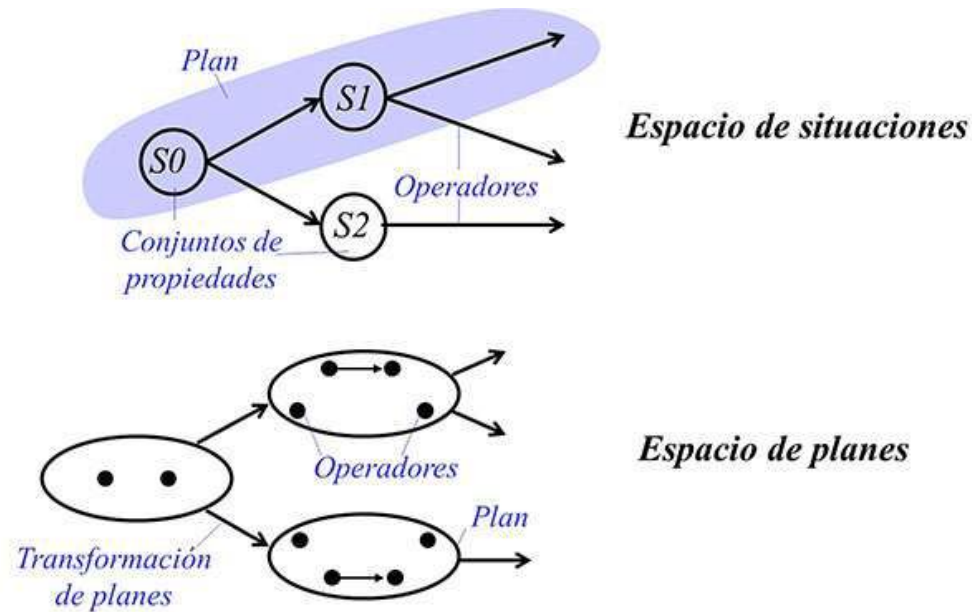 Plan
S1
Espacio de situaciones
S0
Operadores
S2
Conjuntos de
propiedades
Operadores
Espacio de planes
Plan
Transformación
de planes